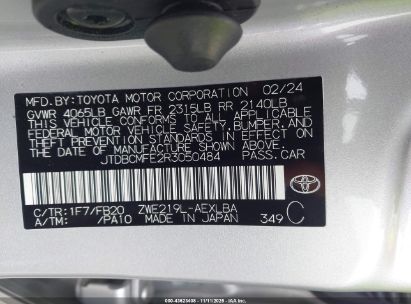 MFD.BY:TOYOTA MOTOR CORPORATION 02/24
GVWR 4065LB GAWR FR 2315LB RR 2140LB
THIS VEHICLE CONFORMS TO ALL APPLICABLE
FEDERAL MOTOR VEHICLE SAFETY, BUMPER, AND
THEFT PREVENTION STANDARDS IN EFFECT ON
THE DATE OF MANUFACTURE SHOWN ABOVE.
JTDBCMFE2R3050484 PASS.CAR
C/TR:1F7/FB20 ZWE219L-AEXLBA
A/TM: /PA10 MADE IN JAPAN 349 C